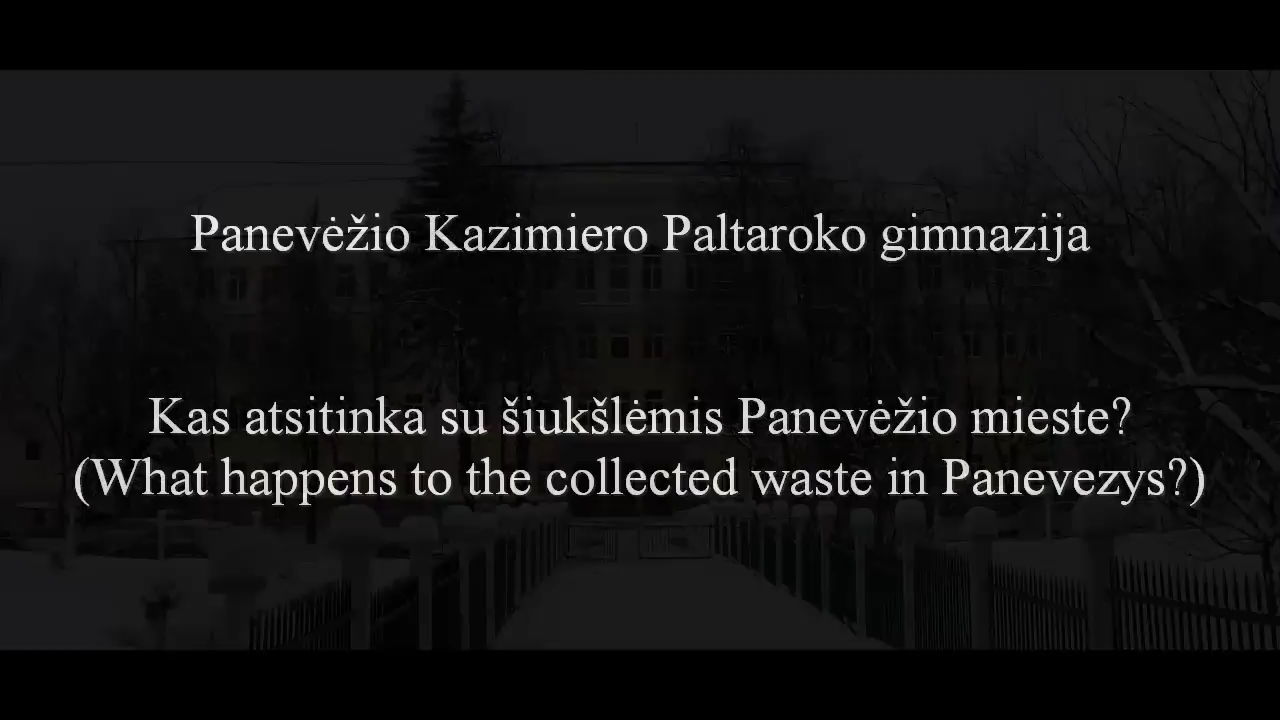 Panevėžio Kazimiero Paltaroko gimnazija
Kas atsitinka su šiukšlėmis Panevėžio mieste?
(What happens to the collected waste in Panevezys?)